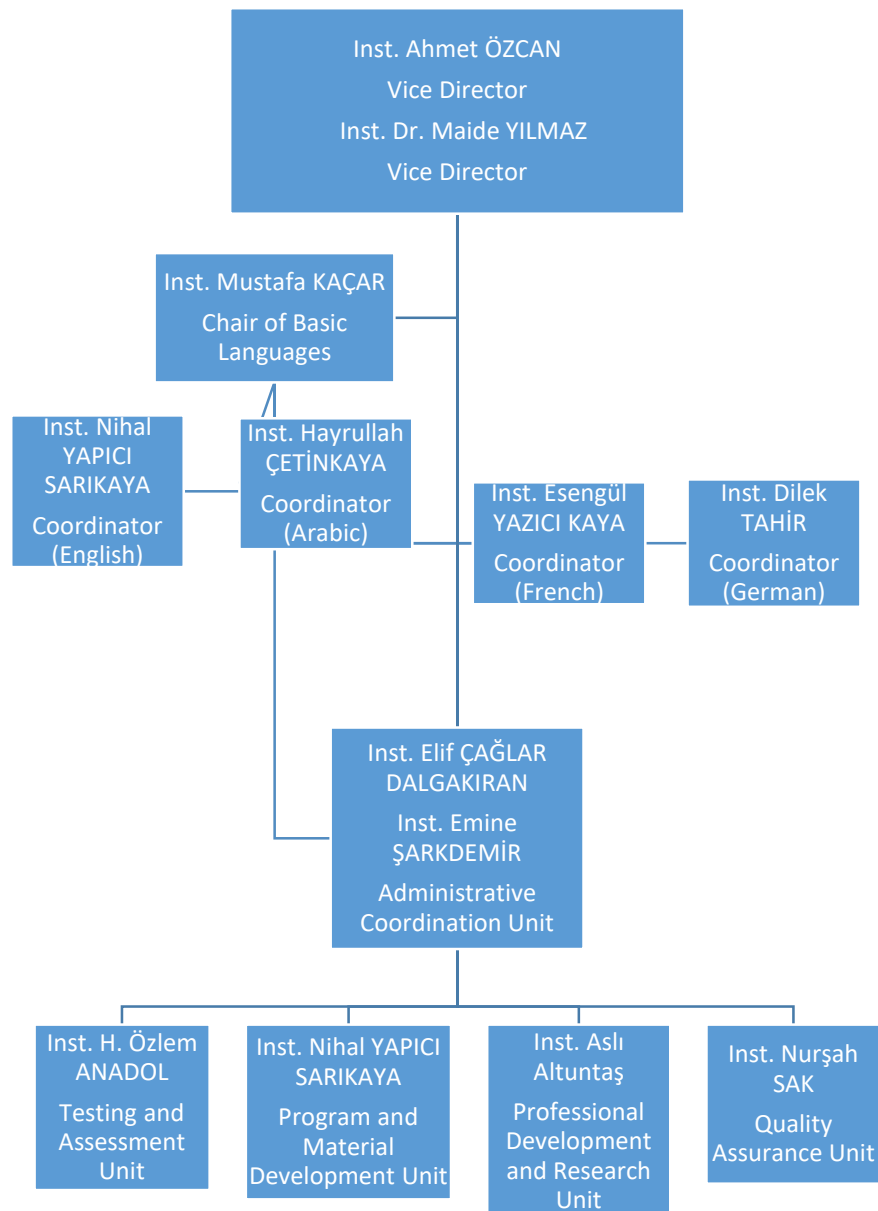 Inst. Ahmet ÖZCAN
Vice Director
Inst. Dr. Maide YILMAZ
Vice Director
Inst. Mustafa KAÇAR
Chair of Basic
Languages
Inst. Nihal
YAPICI
SARIKAYA
Coordinator
(English)
Inst. Hayrullah
ÇETİNKAYA
Coordinator
(Arabic)
Inst. Esengül
YAZICI KAYA
Coordinator
(French)
Inst. Dilek
TAHİR
Coordinator
(German)
Inst. Elif ÇAĞLAR
DALGAKIRAN
Inst. Emine
ŞARKDEMİR
Administrative
Coordination Unit
Inst. H. Özlem
ANADOL
Testing and
Assessment
Unit
Inst. Nihal YAPICI
SARIKAYA
Program and
Material
Development Unit
Inst. Aslı
Altuntaş
Professional
Development
and Research
Unit
Inst. Nurşah
SAK
Quality
Assurance Unit